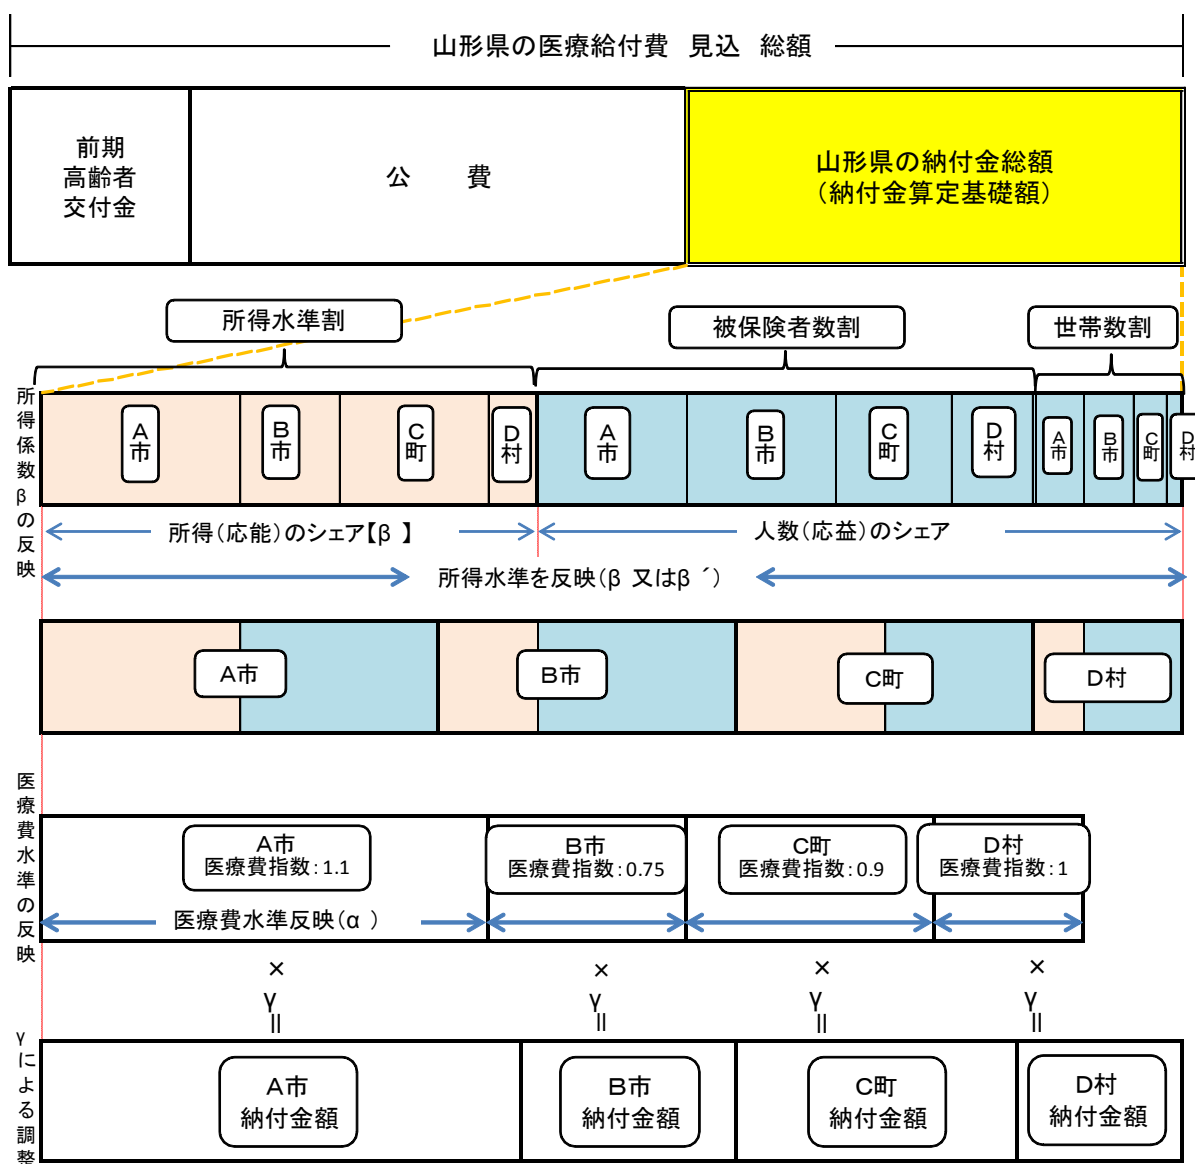 山形県の医療給付費 見込 総額
前期
高齢者
交付金
公 費
山形県の納付金総額
(納付金算定基礎額)
所得水準割
被保険者数割
世帯数割
所得係数βの反映
A市
B市
C町
D村
A市
B市
C町
D村
A市
B市
C町
D村
所得(応能)のシェア【β 】
人数(応益)のシェア
所得水準を反映(β 又はβ ´)
A市
B市
C町
D村
医療費水準の反映
A市
医療費指数:1.1
B市
医療費指数:0.75
C町
医療費指数:0.9
D村
医療費指数:1
医療費水準反映(α )
×
γ
=
×
γ
=
×
γ
=
×
γ
=
γによる調整
A市
納付金額
B市
納付金額
C町
納付金額
D村
納付金額